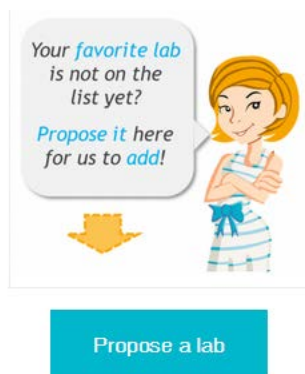 Your favorite lab
is not on the
list yet?
Propose it here
for us to add!
Propose a lab